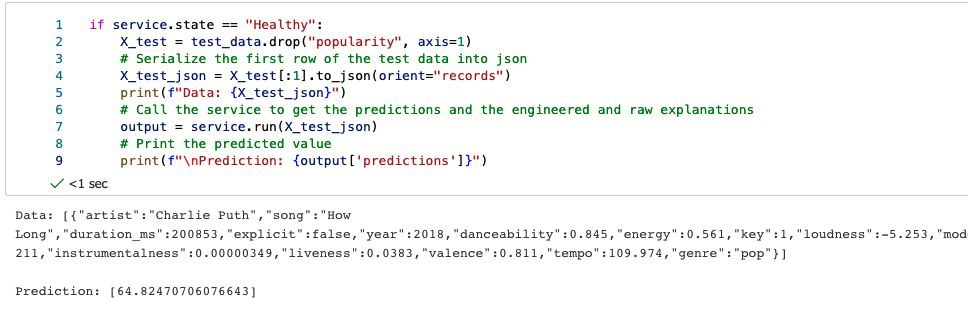 1 if service.state == "Healthy":
2     X_test = test_data.drop("popularity", axis=1)
3     # Serialize the first row of the test data into json
4     X_test_json = X_test[:1].to_json(orient="records")
5     print(f"Data: {X_test_json}")
6     # Call the service to get the predictions and the engineered and raw explanations
7     output = service.run(X_test_json)
8     # Print the predicted value
9     print(f"\nPrediction: {output['predictions']}")
<1 sec
Data: [{"artist":"Charlie Puth","song":"How
Long","duration_ms":200853,"explicit":false,"year":2018,"danceability":0.845,"energy":0.561,"key":1,"loudness":-5.253,"mod
211,"instrumentalness":0.00000349,"liveness":0.0383,"valence":0.811,"tempo":109.974,"genre":"pop"}]
Prediction: [64.82470706076643]